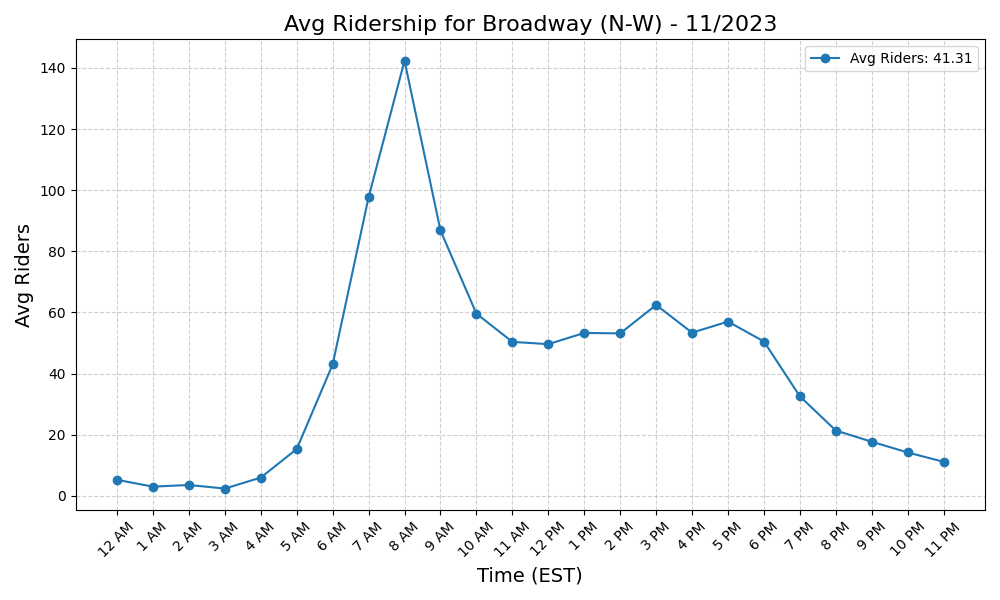 Avg Ridership for Broadway (N-W) - 11/2023
Avg Riders: 41.31
Avg Riders
140
120
100
80
60
40
20
0
12 AM
1 AM
2 AM
3 AM
4 AM
5 AM
6 AM
7 AM
8 AM
9 AM
10 AM
11 AM
12 PM
1 PM
2 PM
3 PM
4 PM
5 PM
6 PM
7 PM
8 PM
9 PM
10 PM
11 PM
Time (EST)